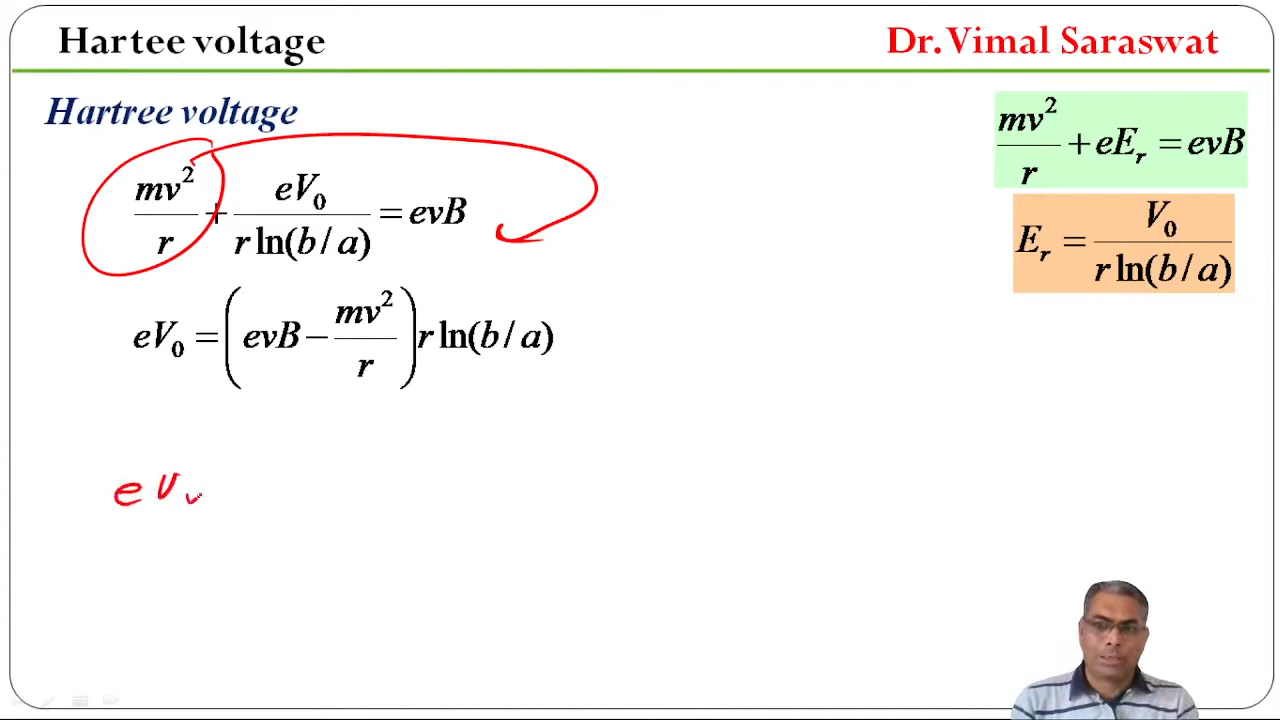 Hartee voltage
Dr. Vimal Saraswat
Hartree voltage
mv²/r + eV₀/(r ln(b/a)) = evB
eV₀ = (evB − mv²/r) r ln(b/a)
e V
mv²/r + eEᵣ = evB
Eᵣ = V₀/(r ln(b/a))